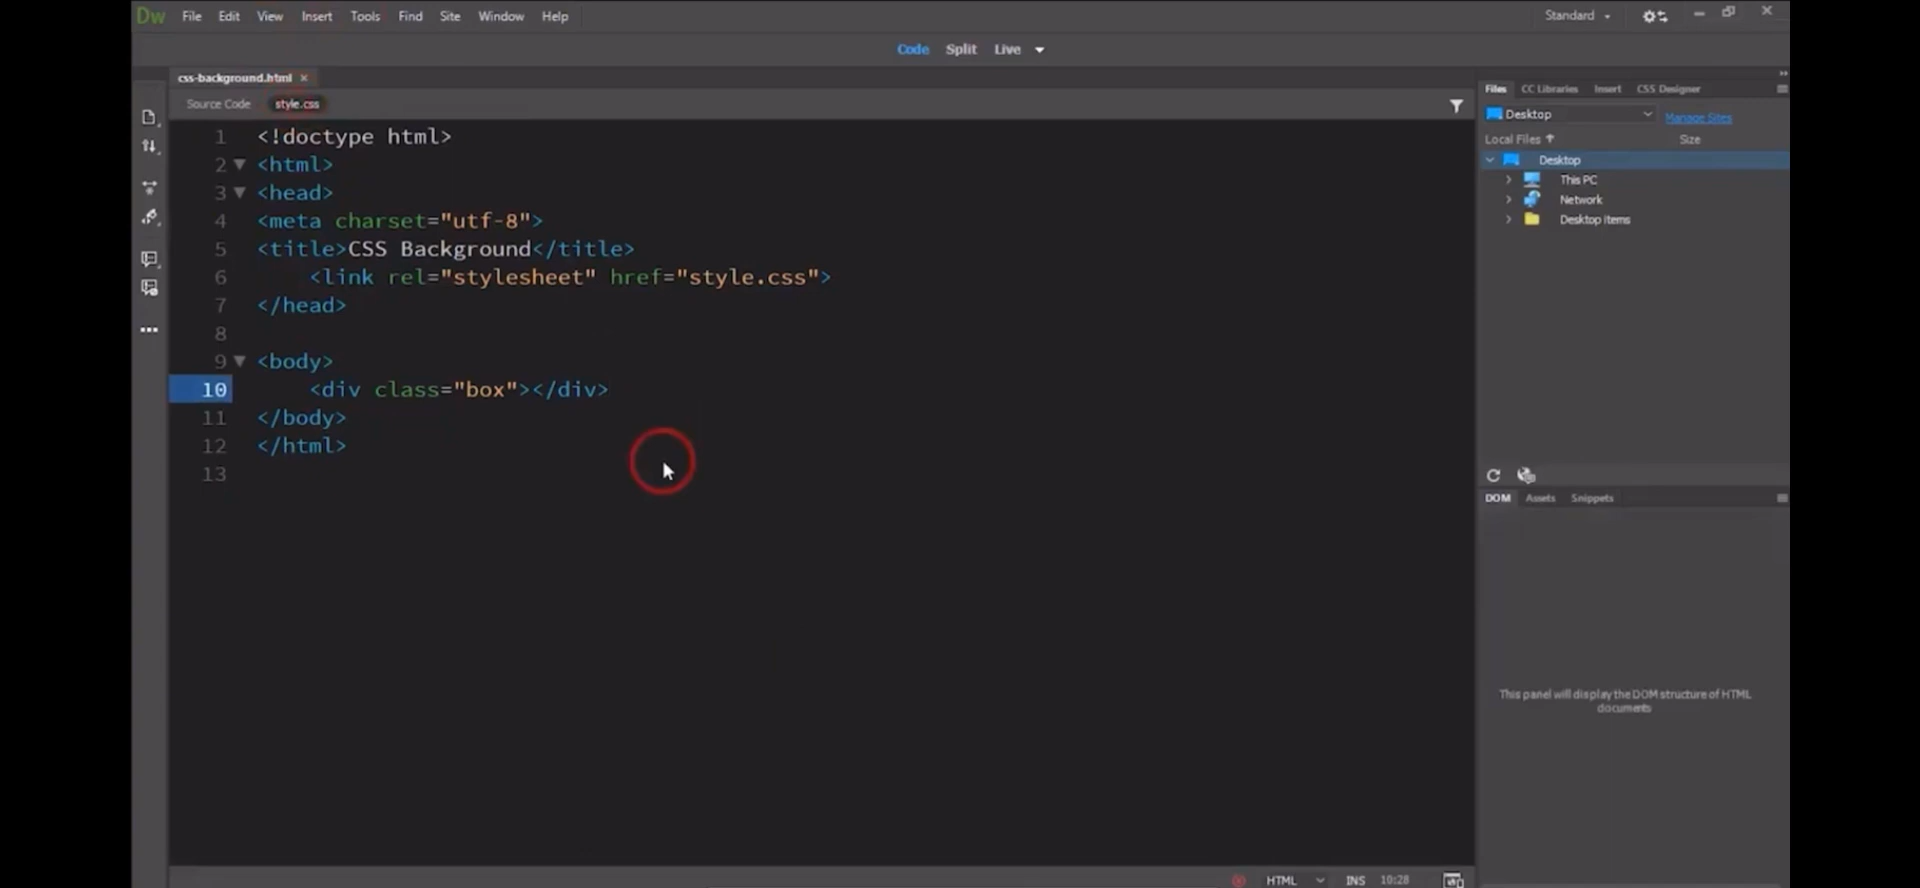 Dw File Edit View Insert Tools Find Site Window Help Standard
Code Split Live
css-background.html ×
Source Code style.css
1 <!doctype html>
2 <html>
3 <head>
4 <meta charset="utf-8">
5 <title>CSS Background</title>
6 <link rel="stylesheet" href="style.css">
7 </head>
8
9 <body>
10 <div class="box"></div>
11 </body>
12 </html>
13
Files CC Libraries Insert CSS Designer
Desktop Manage Sites
Local Files Size
Desktop
This PC
Network
Desktop items
DOM Assets Snippets
This panel will display the DOM structure of HTML
documents
HTML INS 10:28